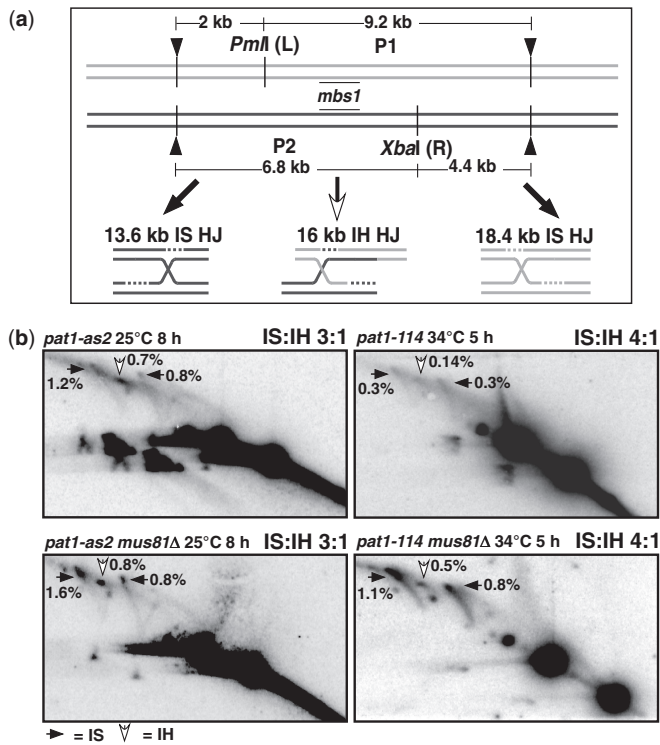 (a)
2 kb 9.2 kb
PmlI (L) P1
mbs1
P2 XbaI (R)
6.8 kb 4.4 kb
13.6 kb IS HJ 16 kb IH HJ 18.4 kb IS HJ
(b)
pat1-as2 25°C 8 h IS:IH 3:1
0.7%
0.8%
1.2%
pat1-114 34°C 5 h IS:IH 4:1
0.14%
0.3%
0.3%
pat1-as2 mus81Δ 25°C 8 h IS:IH 3:1
0.8%
0.8%
1.6%
pat1-114 mus81Δ 34°C 5 h IS:IH 4:1
0.5%
0.8%
1.1%
= IS = IH